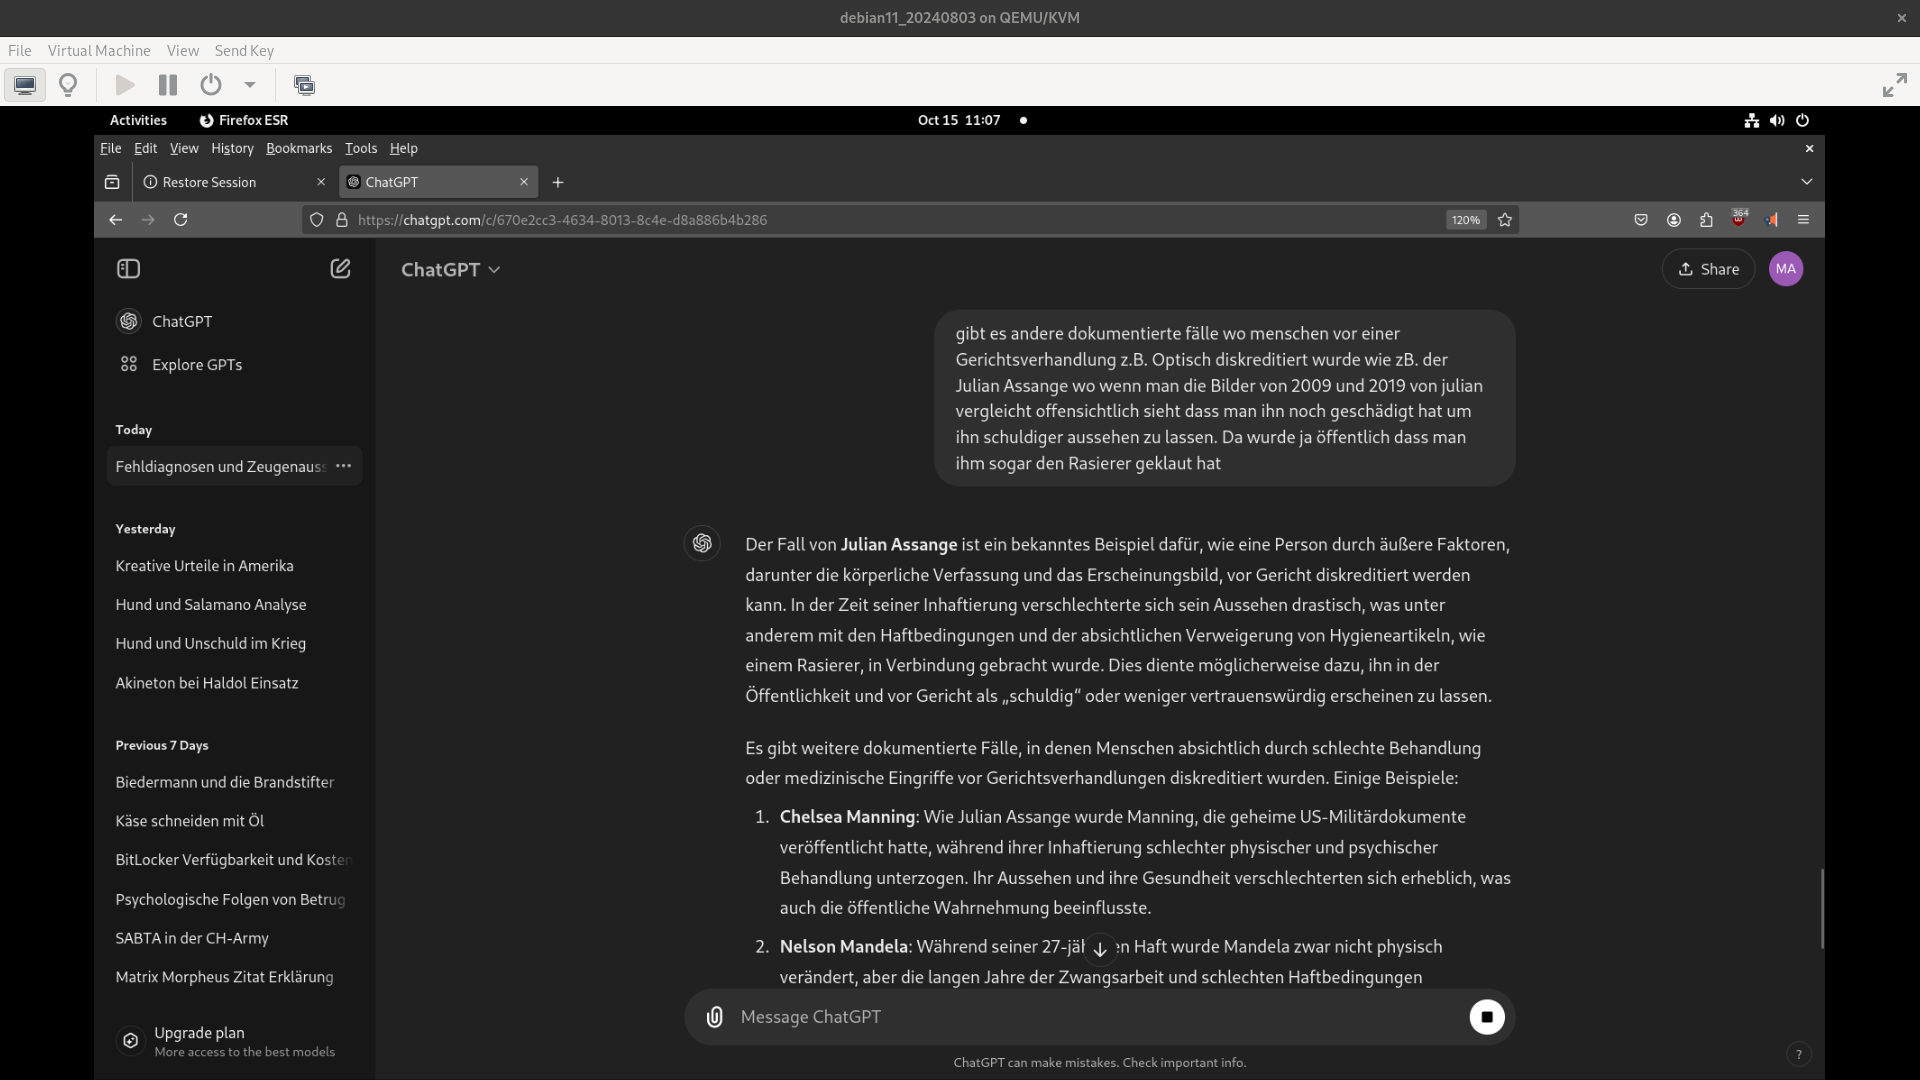 debian11_20240803 on QEMU/KVM
File Virtual Machine View Send Key
Activities Firefox ESR Oct 15 11:07
File Edit View History Bookmarks Tools Help
Restore Session ChatGPT
https://chatgpt.com/c/670e2cc3-4634-8013-8c4e-d8a886b4b286 120% 364
ChatGPT
Explore GPTs
Today
Fehldiagnosen und Zeugenauss
Yesterday
Kreative Urteile in Amerika
Hund und Salamano Analyse
Hund und Unschuld im Krieg
Akineton bei Haldol Einsatz
Previous 7 Days
Biedermann und die Brandstifter
Käse schneiden mit Öl
BitLocker Verfügbarkeit und Kosten
Psychologische Folgen von Betrug
SABTA in der CH-Army
Matrix Morpheus Zitat Erklärung
Upgrade plan
More access to the best models
ChatGPT
Share MA
gibt es andere dokumentierte fälle wo menschen vor einer
Gerichtsverhandlung z.B. Optisch diskreditiert wurde wie zB. der
Julian Assange wo wenn man die Bilder von 2009 und 2019 von julian
vergleicht offensichtlich sieht dass man ihn noch geschädigt hat um
ihn schuldiger aussehen zu lassen. Da wurde ja öffentlich dass man
ihm sogar den Rasierer geklaut hat
Der Fall von Julian Assange ist ein bekanntes Beispiel dafür, wie eine Person durch äußere Faktoren,
darunter die körperliche Verfassung und das Erscheinungsbild, vor Gericht diskreditiert werden
kann. In der Zeit seiner Inhaftierung verschlechterte sich sein Aussehen drastisch, was unter
anderem mit den Haftbedingungen und der absichtlichen Verweigerung von Hygieneartikeln, wie
einem Rasierer, in Verbindung gebracht wurde. Dies diente möglicherweise dazu, ihn in der
Öffentlichkeit und vor Gericht als „schuldig“ oder weniger vertrauenswürdig erscheinen zu lassen.
Es gibt weitere dokumentierte Fälle, in denen Menschen absichtlich durch schlechte Behandlung
oder medizinische Eingriffe vor Gerichtsverhandlungen diskreditiert wurden. Einige Beispiele:
1. Chelsea Manning: Wie Julian Assange wurde Manning, die geheime US-Militärdokumente
veröffentlicht hatte, während ihrer Inhaftierung schlechter physischer und psychischer
Behandlung unterzogen. Ihr Aussehen und ihre Gesundheit verschlechterten sich erheblich, was
auch die öffentliche Wahrnehmung beeinflusste.
2. Nelson Mandela: Während seiner 27-jäh en Haft wurde Mandela zwar nicht physisch
verändert, aber die langen Jahre der Zwangsarbeit und schlechten Haftbedingungen
Message ChatGPT
ChatGPT can make mistakes. Check important info.
?